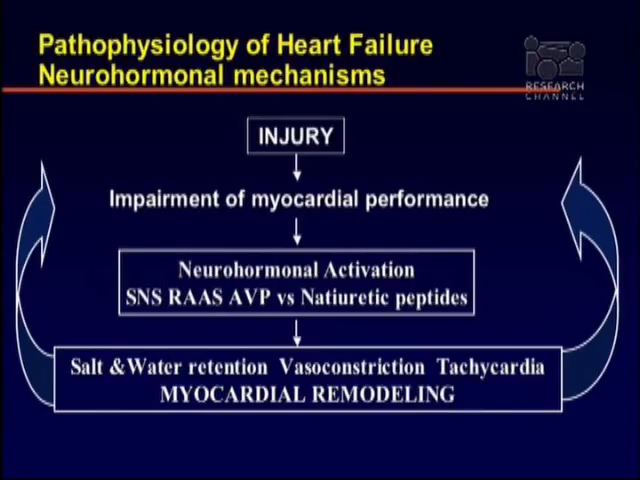 Pathophysiology of Heart Failure
Neurohormonal mechanisms
RESEARCH
CHANNEL
INJURY
Impairment of myocardial performance
Neurohormonal Activation
SNS RAAS AVP vs Natiuretic peptides
Salt &Water retention Vasoconstriction Tachycardia
MYOCARDIAL REMODELING